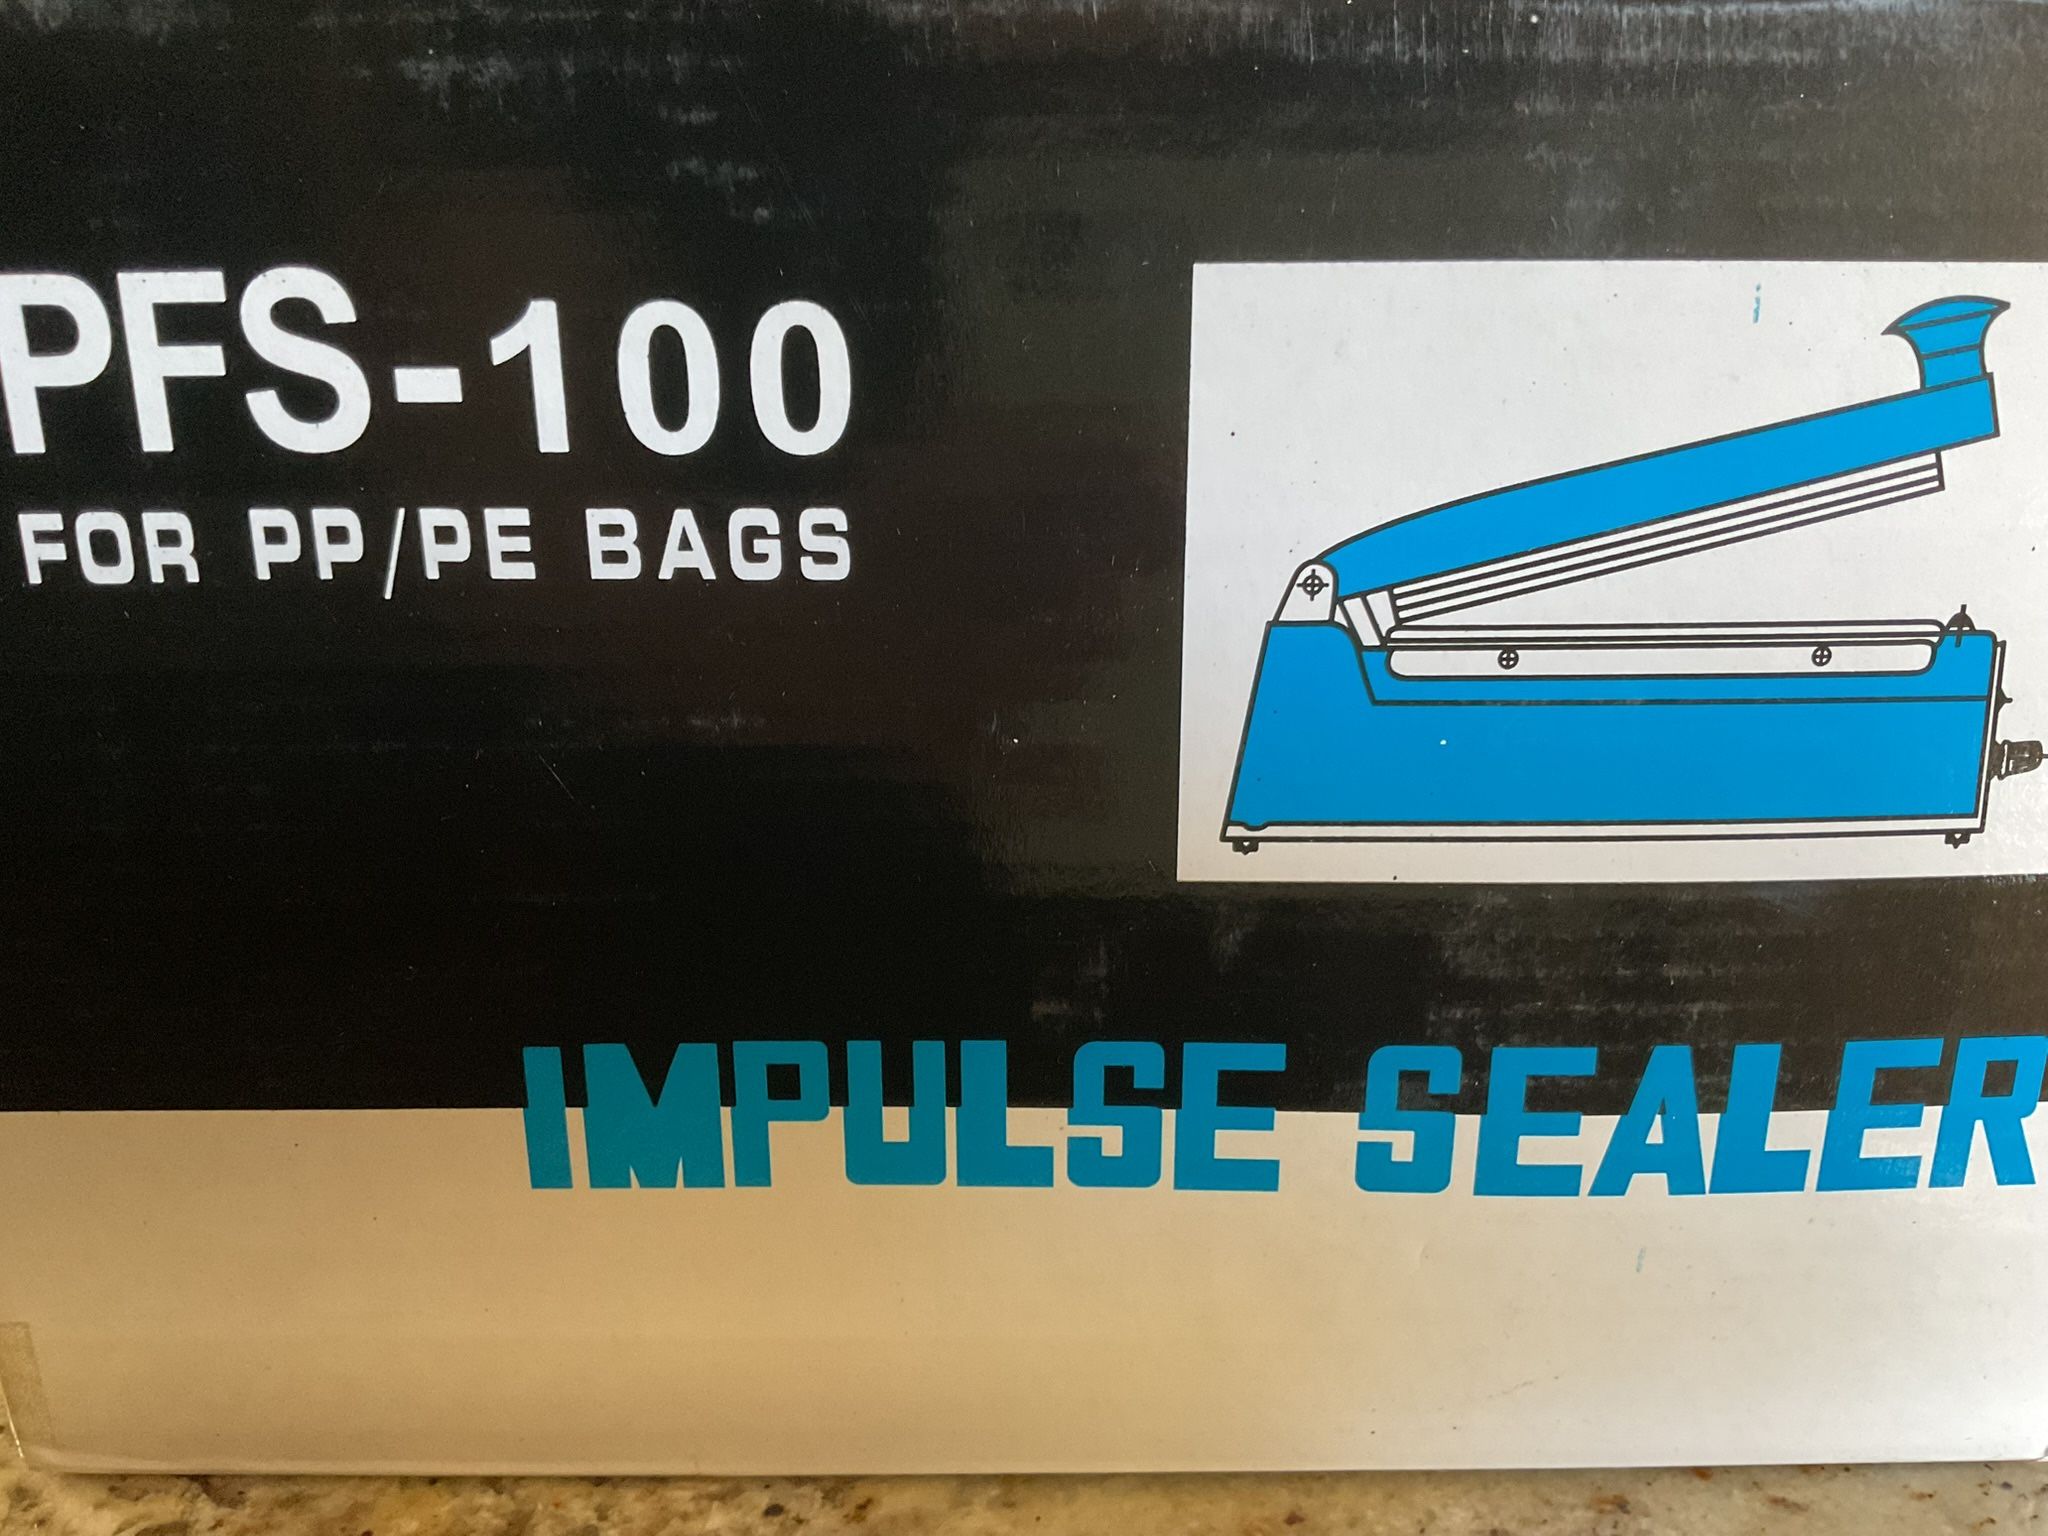 PFS-100
FOR PP/PE BAGS
IMPULSE SEALER